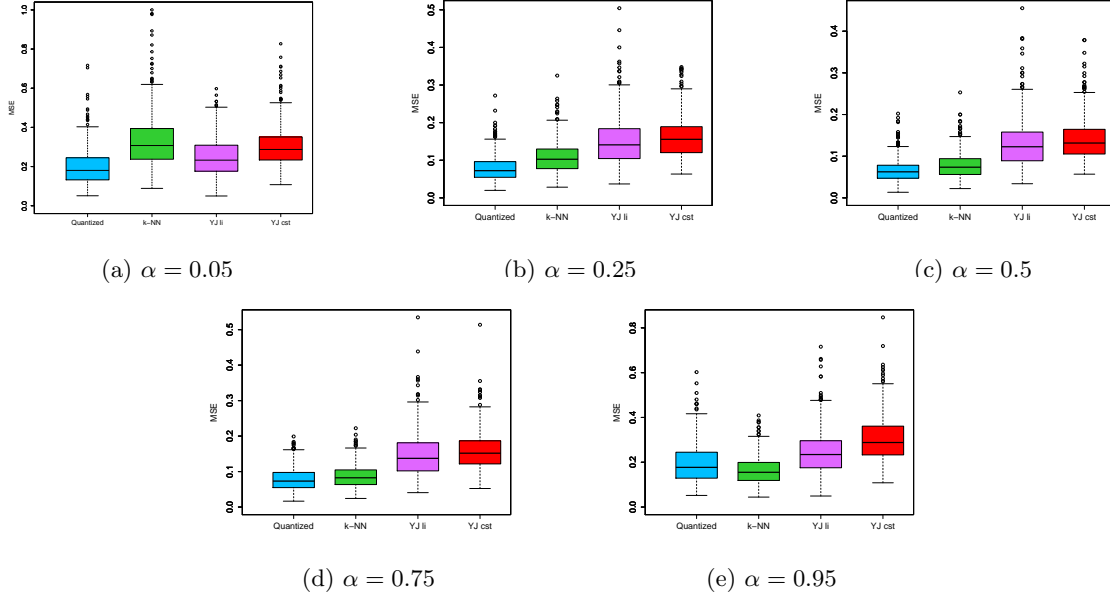 1.0
0.8
0.6
0.4
0.2
0.0
MSE
Quantized k−NN YJ li YJ cst
(a) α = 0.05
0.5
0.4
0.3
0.2
0.1
0.0
MSE
Quantized k−NN YJ li YJ cst
(b) α = 0.25
0.4
0.3
0.2
0.1
0.0
MSE
Quantized k−NN YJ li YJ cst
(c) α = 0.5
0.5
0.4
0.3
0.2
0.1
0.0
MSE
Quantized k−NN YJ li YJ cst
(d) α = 0.75
0.8
0.6
0.4
0.2
0.0
MSE
Quantized k−NN YJ li YJ cst
(e) α = 0.95